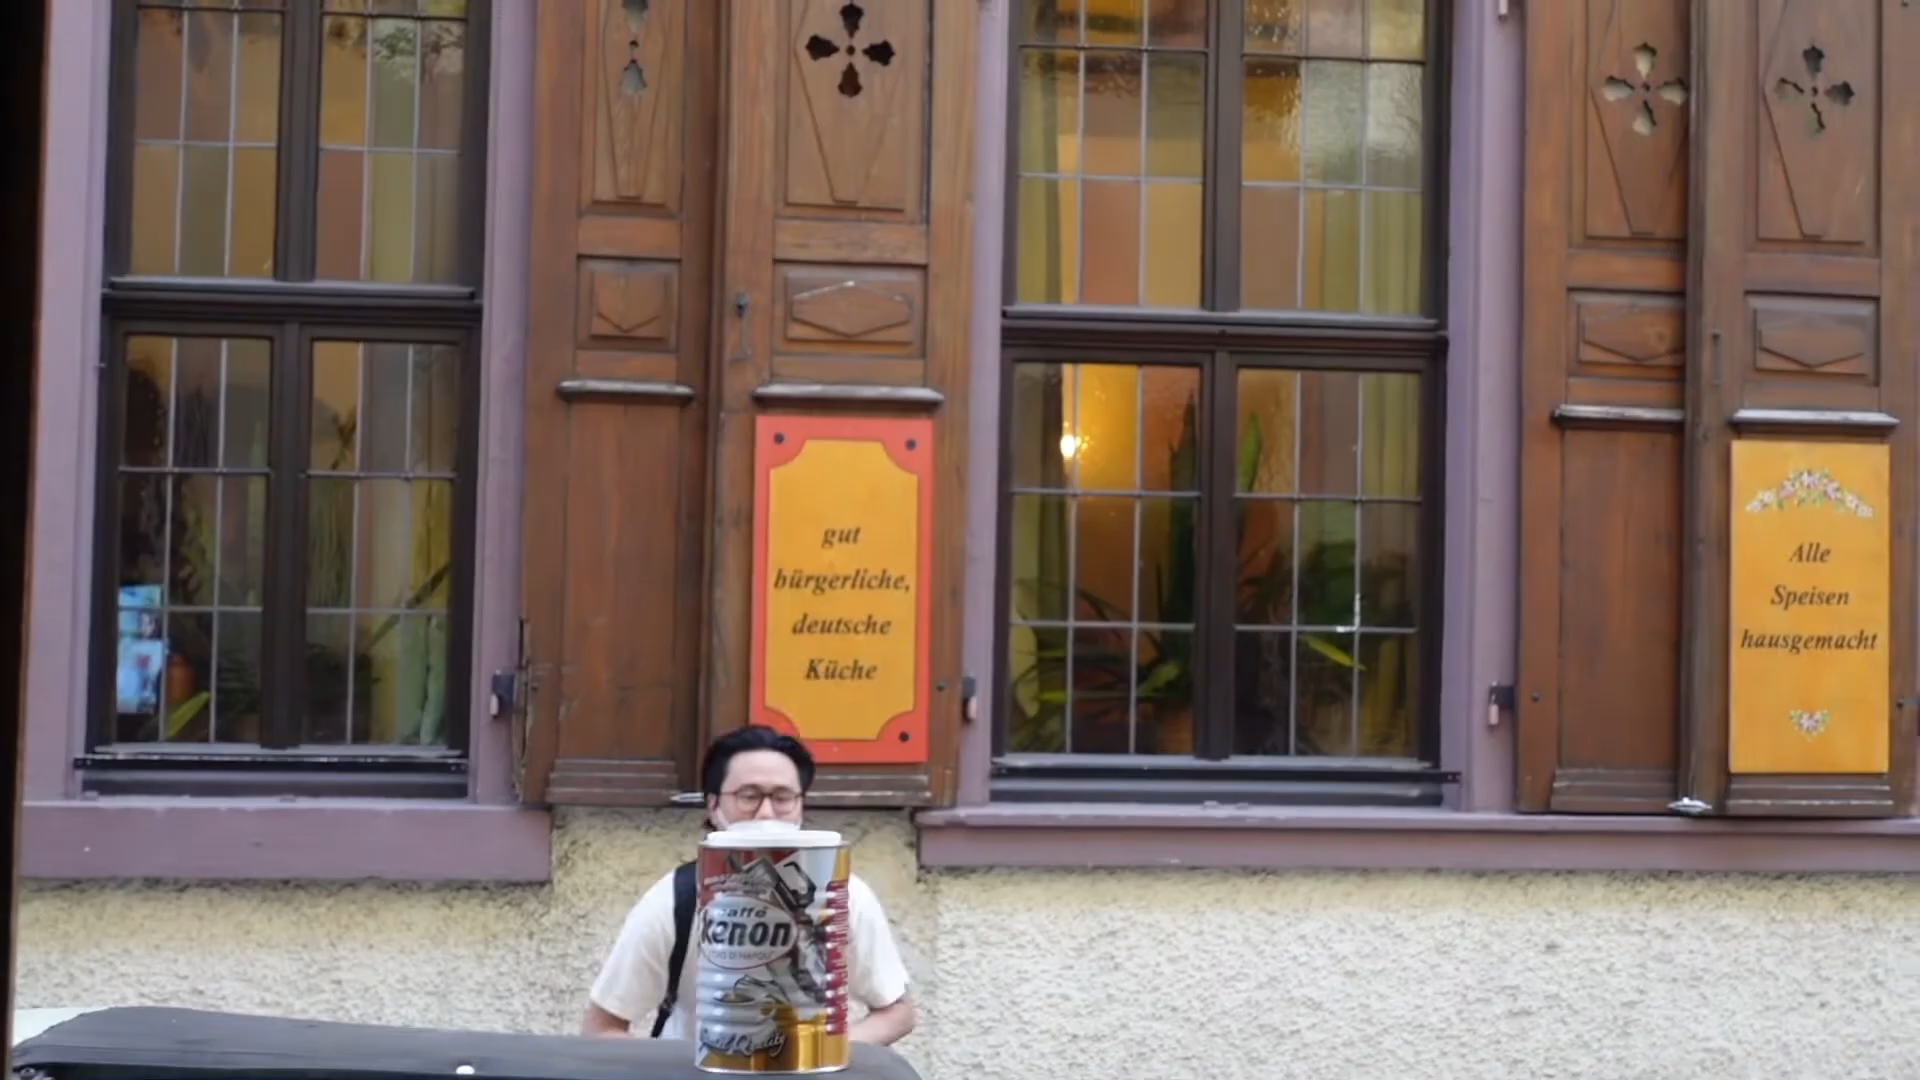 gut
bürgerliche,
deutsche
Küche
Alle
Speisen
hausgemacht
caffè
kenon